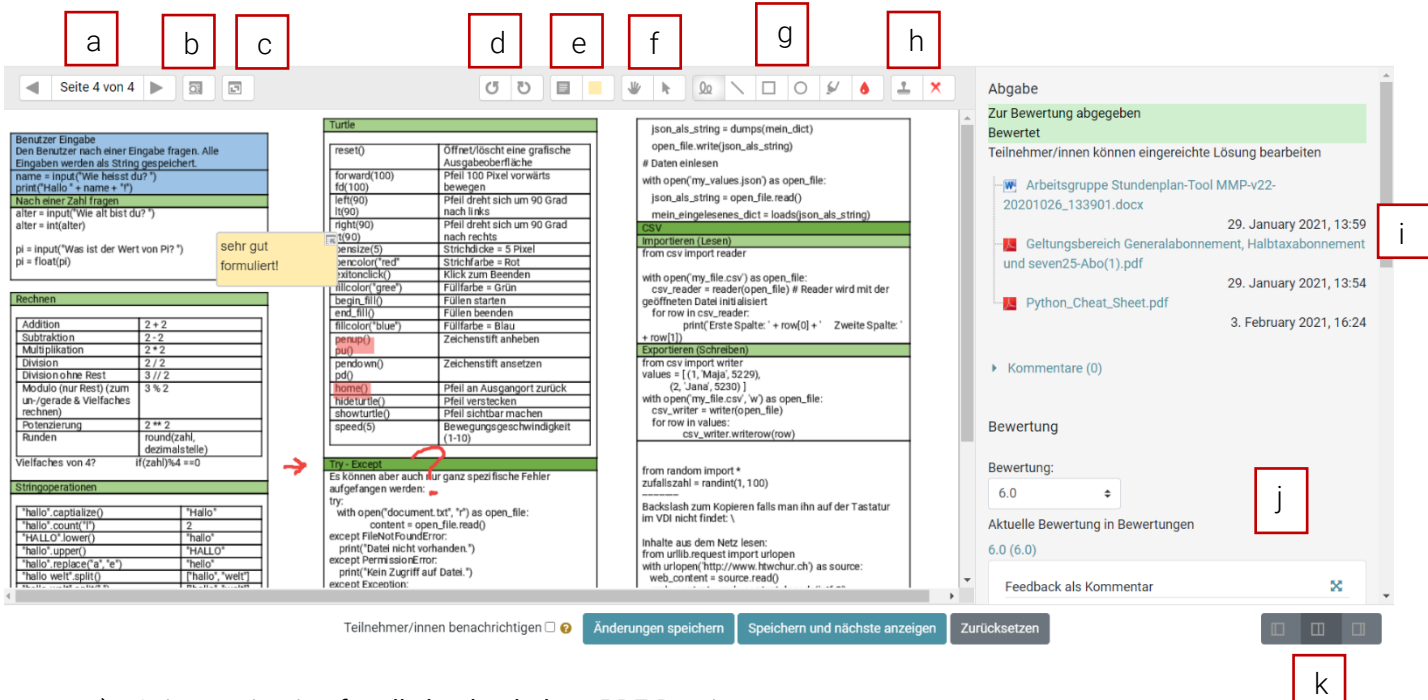 a
b
c
d
e
f
g
h
Seite 4 von 4
Benutzer Eingabe
Den Benutzer nach einer Eingabe fragen. Alle
Eingaben werden als String gespeichert.
name = input("Wie heisst du? ")
print("Hallo " + name + "!")
Nach einer Zahl fragen
alter = input("Wie alt bist du? ")
alter = int(alter)
pi = input("Was ist der Wert von Pi? ")
pi = float(pi)
sehr gut
formuliert!
Rechnen
Addition 2 + 2
Subtraktion 2 - 2
Multiplikation 2 * 2
Division 2 / 2
Division ohne Rest 3 // 2
Modulo (nur Rest) (zum 3 % 2
un-/gerade & Vielfaches
rechnen)
Potenzierung 2 ** 2
Runden round(zahl,
dezimalstelle)
Vielfaches von 4? if(zahl)%4 ==0
Stringoperationen
"hallo".captialize() "Hallo"
"hallo".count("l") 2
"HALLO".lower() "hallo"
"hallo".upper() "HALLO"
"hallo".replace("a", "e") "hello"
"hallo welt".split() ["hallo", "welt"]
Turtle
reset() Öffnet/löscht eine grafische
Ausgabeoberfläche
forward(100) Pfeil 100 Pixel vorwärts
fd(100) bewegen
left(90) Pfeil dreht sich um 90 Grad
lt(90) nach links
right(90) Pfeil dreht sich um 90 Grad
t(90) nach rechts
pensize(5) Strichdicke = 5 Pixel
pencolor("red" Strichfarbe = Rot
exitonclick() Klick zum Beenden
fillcolor("gree") Füllfarbe = Grün
begin_fill() Füllen starten
end_fill() Füllen beenden
fillcolor("blue") Füllfarbe = Blau
penup() Zeichenstift anheben
pu()
pendown() Zeichenstift ansetzen
pd()
home() Pfeil an Ausgangort zurück
hideturtle() Pfeil verstecken
showturtle() Pfeil sichtbar machen
speed(5) Bewegungsgeschwindigkeit
(1-10)
?
Try - Except
Es können aber auch nur ganz spezifische Fehler
aufgefangen werden:
try:
with open("document.txt", "r") as open_file:
content = open_file.read()
except FileNotFoundError:
print("Datei nicht vorhanden.")
except PermissionError:
print("Kein Zugriff auf Datei.")
except Exception:
json_als_string = dumps(mein_dict)
open_file.write(json_als_string)
# Daten einlesen
with open('my_values.json') as open_file:
json_als_string = open_file.read()
mein_eingelesenes_dict = loads(json_als_string)
CSV
Importieren (Lesen)
from csv import reader
with open('my_file.csv') as open_file:
csv_reader = reader(open_file) # Reader wird mit der
geöffneten Datei initialisiert
for row in csv_reader:
print('Erste Spalte: ' + row[0] + ' Zweite Spalte: '
+ row[1])
Exportieren (Schreiben)
from csv import writer
values = [ (1, 'Maja', 5229),
(2, 'Jana', 5230) ]
with open('my_file.csv', 'w') as open_file:
csv_writer = writer(open_file)
for row in values:
csv_writer.writerow(row)
from random import *
zufallszahl = randint(1, 100)
----------
Backslash zum Kopieren falls man ihn auf der Tastatur
im VDI nicht findet: \
Inhalte aus dem Netz lesen:
from urllib.request import urlopen
with urlopen('http://www.htwchur.ch') as source:
web_content = source.read()
Abgabe
Zur Bewertung abgegeben
Bewertet
Teilnehmer/innen können eingereichte Lösung bearbeiten
Arbeitsgruppe Stundenplan-Tool MMP-v22-
20201026_133901.docx
29. January 2021, 13:59
Geltungsbereich Generalabonnement, Halbtaxabonnement
und seven25-Abo(1).pdf
29. January 2021, 13:54
Python_Cheat_Sheet.pdf
3. February 2021, 16:24
i
Kommentare (0)
Bewertung
Bewertung:
6.0
j
Aktuelle Bewertung in Bewertungen
6.0 (6.0)
Feedback als Kommentar
Teilnehmer/innen benachrichtigen
Änderungen speichern
Speichern und nächste anzeigen
Zurücksetzen
k